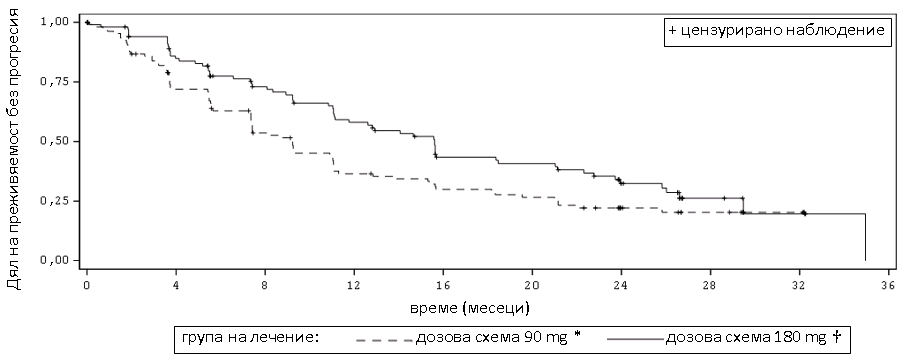 Дял на преживяемост без прогресия
1,00
0,75
0,50
0,25
0,00
+ цензурирано наблюдение
0 4 8 12 16 20 24 28 32 36
време (месеци)
група на лечение: дозова схема 90 mg * дозова схема 180 mg †